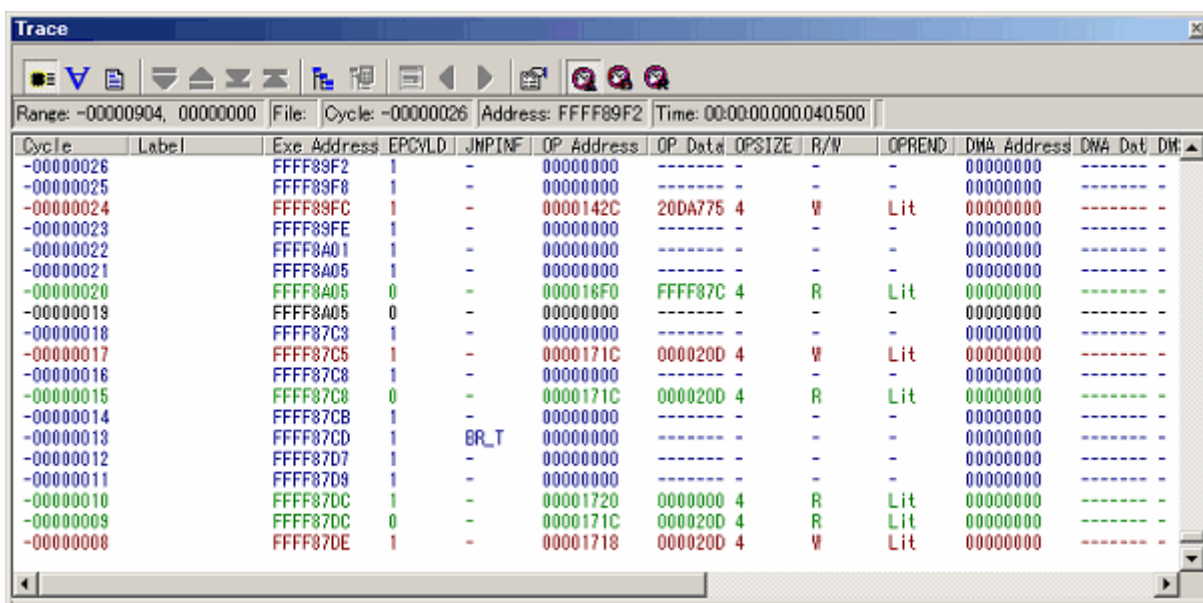 Trace
Range: -00000904, 00000000 File: Cycle: -00000026 Address: FFFF89F2 Time: 00:00:00.000.040.500
Cycle Label Exe Address EPCVLD JMPINF OP Address OP Data OPSIZE R/W OPREND DMA Address DMA Dat
-00000026 FFFF89F2 1 - 00000000 ------- - - - 00000000 ------- -
-00000025 FFFF89F8 1 - 00000000 ------- - - - 00000000 ------- -
-00000024 FFFF89FC 1 - 0000142C 20DA775 4 W Lit 00000000 ------- -
-00000023 FFFF89FE 1 - 00000000 ------- - - - 00000000 ------- -
-00000022 FFFF8A01 1 - 00000000 ------- - - - 00000000 ------- -
-00000021 FFFF8A05 1 - 00000000 ------- - - - 00000000 ------- -
-00000020 FFFF8A05 0 - 000016F0 FFFF87C 4 R Lit 00000000 ------- -
-00000019 FFFF8A05 0 - 00000000 ------- - - - 00000000 ------- -
-00000018 FFFF87C3 1 - 00000000 ------- - - - 00000000 ------- -
-00000017 FFFF87C5 1 - 0000171C 000020D 4 W Lit 00000000 ------- -
-00000016 FFFF87C8 1 - 00000000 ------- - - - 00000000 ------- -
-00000015 FFFF87C8 0 - 0000171C 000020D 4 R Lit 00000000 ------- -
-00000014 FFFF87CB 1 - 00000000 ------- - - - 00000000 ------- -
-00000013 FFFF87CD 1 BR_T 00000000 ------- - - - 00000000 ------- -
-00000012 FFFF87D7 1 - 00000000 ------- - - - 00000000 ------- -
-00000011 FFFF87D9 1 - 00000000 ------- - - - 00000000 ------- -
-00000010 FFFF87DC 1 - 00001720 0000000 4 R Lit 00000000 ------- -
-00000009 FFFF87DC 0 - 0000171C 000020D 4 R Lit 00000000 ------- -
-00000008 FFFF87DE 1 - 00001718 000020D 4 W Lit 00000000 ------- -